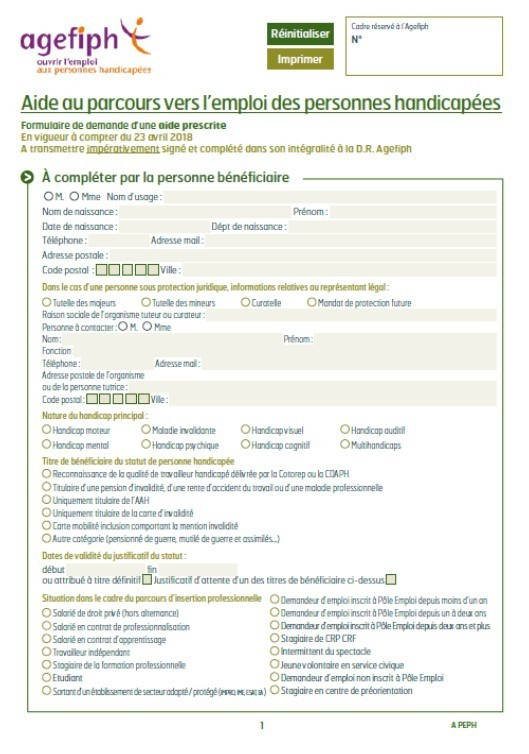 agefiph
ouvrir l'emploi
aux personnes handicapées
Réinitialiser
Imprimer
Cadre réservé à l'Agefiph
N°
Aide au parcours vers l'emploi des personnes handicapées
Formulaire de demande d'une aide prescrite
En vigueur à compter du 23 avril 2018
A transmettre impérativement signé et complété dans son intégralité à la D.R. Agefiph
À compléter par la personne bénéficiaire
M. Mme Nom d'usage :
Nom de naissance : Prénom :
Date de naissance : Dépt de naissance :
Téléphone : Adresse mail :
Adresse postale :
Code postal : Ville :
Dans le cas d'une personne sous protection juridique, informations relatives au représentant légal :
Tutelle des majeurs Tutelle des mineurs Curatelle Mandat de protection future
Raison sociale de l'organisme tuteur ou curateur :
Personne à contacter : M. Mme
Nom : Prénom :
Fonction
Téléphone : Adresse mail :
Adresse postale de l'organisme
ou de la personne tutrice :
Code postal : Ville :
Nature du handicap principal :
Handicap moteur Maladie invalidante Handicap visuel Handicap auditif
Handicap mental Handicap psychique Handicap cognitif Multihandicaps
Titre de bénéficiaire du statut de personne handicapée
Reconnaissance de la qualité de travailleur handicapé délivrée par la Cotorep ou la CDAPH
Titulaire d'une pension d'invalidité, d'une rente d'accident du travail ou d'une maladie professionnelle
Uniquement titulaire de l'AAH
Uniquement titulaire de la carte d'invalidité
Carte mobilité inclusion comportant la mention invalidité
Autre catégorie (pensionné de guerre, mutilé de guerre et assimilés...)
Dates de validité du justificatif du statut :
début fin
ou attribué à titre définitif Justificatif d'attente d'un des titres de bénéficiaire ci-dessus
Situation dans le cadre du parcours d'insertion professionnelle
Salarié de droit privé (hors alternance)
Salarié en contrat de professionnalisation
Salarié en contrat d'apprentissage
Travailleur indépendant
Stagiaire de la formation professionnelle
Etudiant
Sortant d'un établissement de secteur adapté / protégé (IMPRO, IME, ESAT, EA )
Demandeur d'emploi inscrit à Pôle Emploi depuis moins d'un an
Demandeur d'emploi inscrit à Pôle Emploi depuis un à deux ans
Demandeur d'emploi inscrit à Pôle Emploi depuis deux ans et plus
Stagiaire de CRP CRF
Intermittent du spectacle
Jeune volontaire en service civique
Demandeur d'emploi non inscrit à Pôle Emploi
Stagiaire en centre de préorientation
1
A PEPH